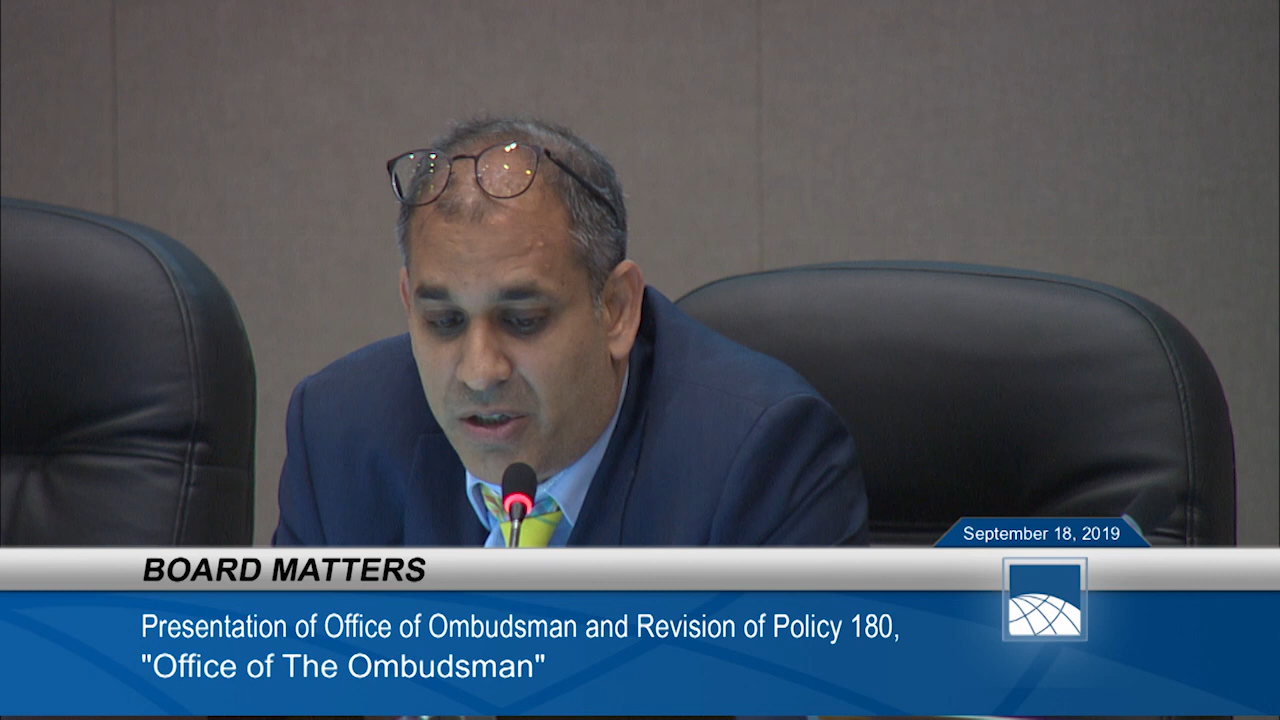 September 18, 2019
BOARD MATTERS
Presentation of Office of Ombudsman and Revision of Policy 180,
"Office of The Ombudsman"